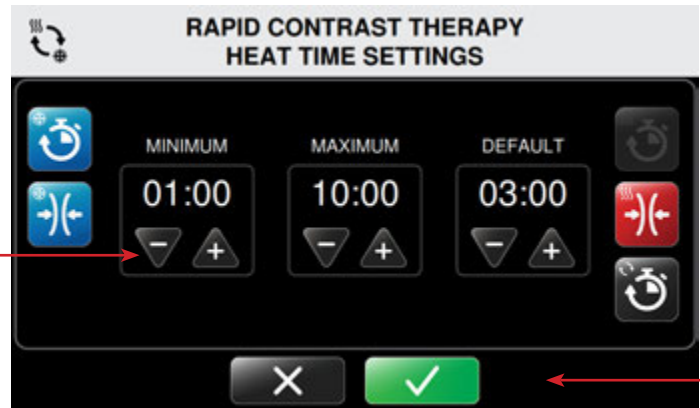 RAPID CONTRAST THERAPY
HEAT TIME SETTINGS
MINIMUM MAXIMUM DEFAULT
01:00 10:00 03:00